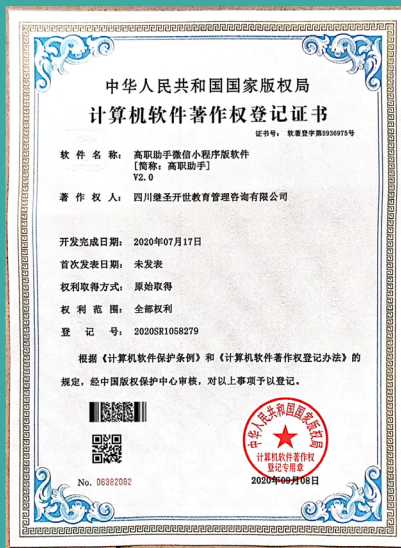 中华人民共和国国家版权局
计算机软件著作权登记证书
证书号： 软著登字第5936975号
软 件 名 称： 高职助手微信小程序版软件
[简称：高职助手]
V2.0
著 作 权 人： 四川继圣开世教育管理咨询有限公司
开发完成日期： 2020年07月17日
首次发表日期： 未发表
权利取得方式： 原始取得
权 利 范 围： 全部权利
登 记 号： 2020SR1058279
根据《计算机软件保护条例》和《计算机软件著作权登记办法》的
规定，经中国版权保护中心审核，对以上事项予以登记。
中华人民共和国国家版权局
计算机软件著作权
登记专用章
No. 06382062
2020年09月08日